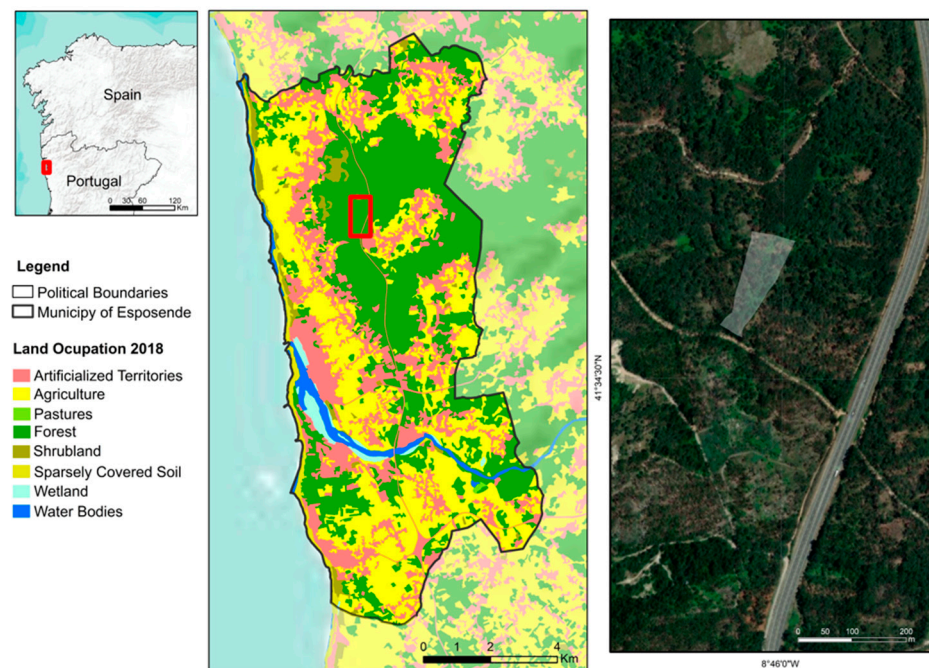 Spain
Portugal
0 30 60 120
Km
Legend
Political Boundaries
Municipy of Esposende
Land Ocupation 2018
Artificialized Territories
Agriculture
Pastures
Forest
Shrubland
Sparsely Covered Soil
Wetland
Water Bodies
0 1 2 4
Km
41°34'30"N
0 50 100 200
m
8°46'0"W